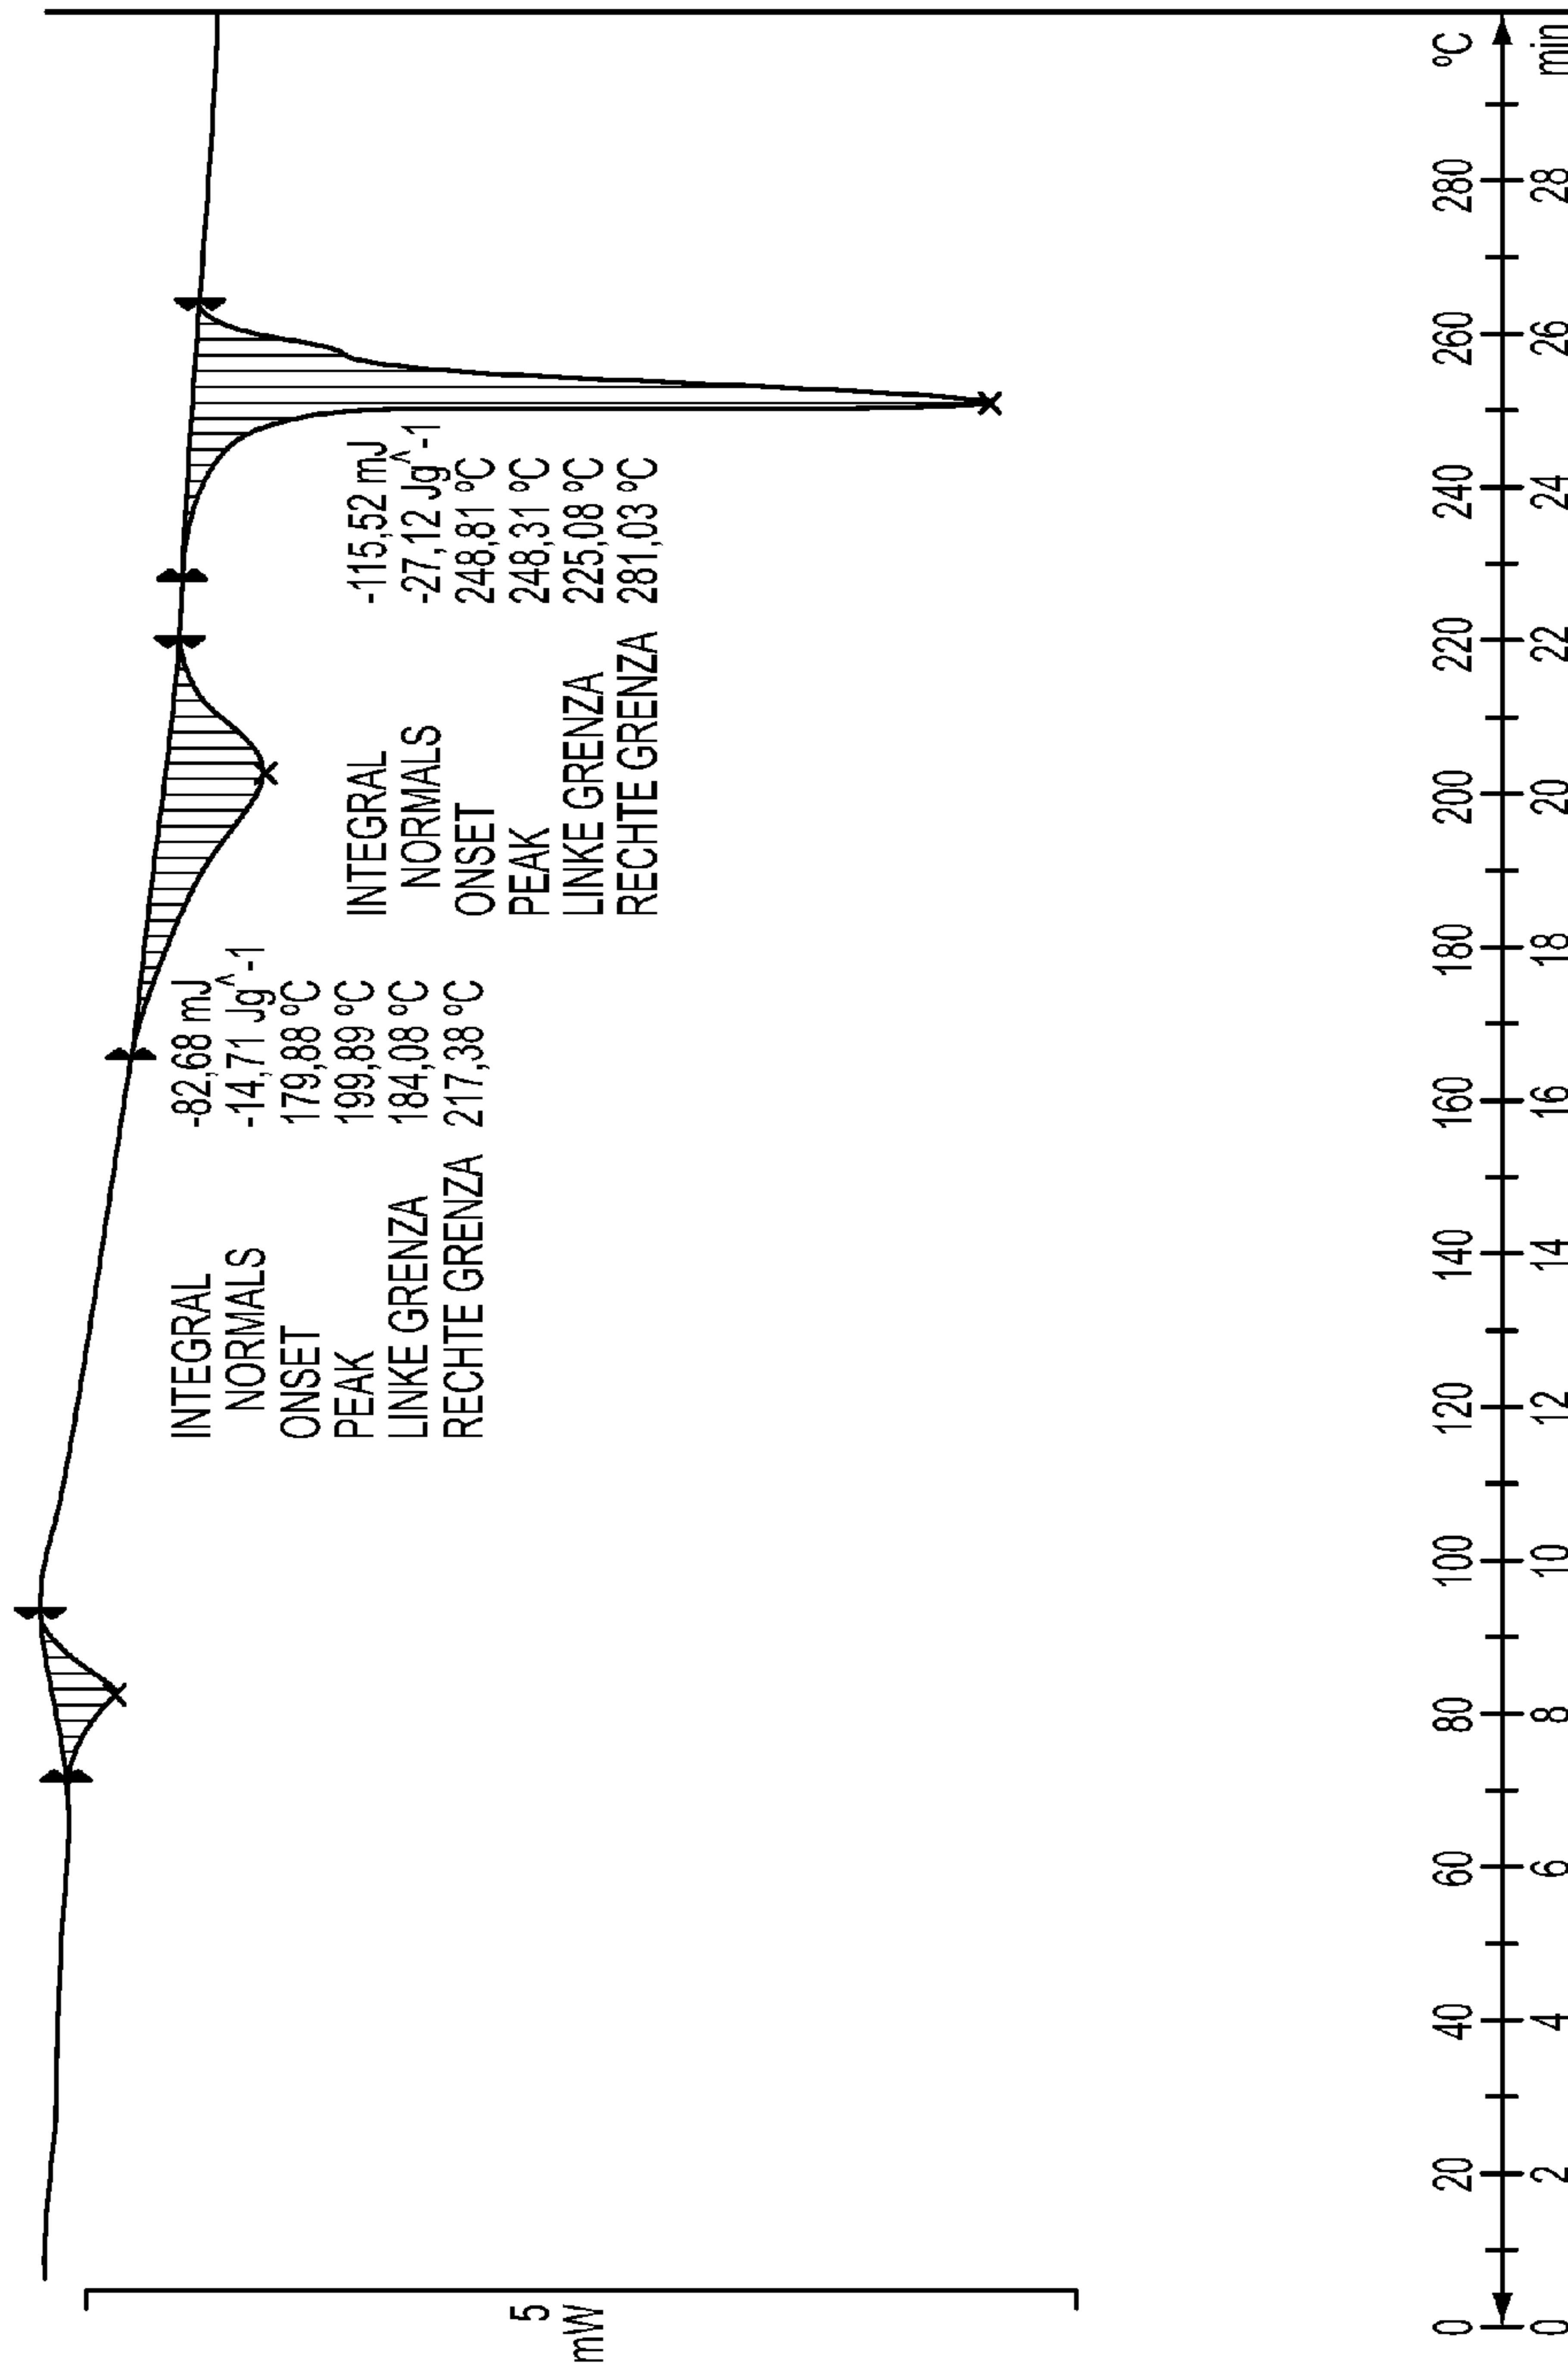 INTEGRAL -82,68 mJ
NORMALS -14,71 Jg^-1
ONSET 179,88 °C
PEAK 199,89 °C
LINKE GRENZA 184,08 °C
RECHTE GRENZA 217,38 °C
INTEGRAL -115,52 mJ
NORMALS -27,12 Jg^-1
ONSET 248,81 °C
PEAK 248,31 °C
LINKE GRENZA 225,08 °C
RECHTE GRENZA 281,03 °C
5
mW
0 20 40 60 80 100 120 140 160 180 200 220 240 260 280 °C
0 2 4 6 8 10 12 14 16 18 20 22 24 26 28 min